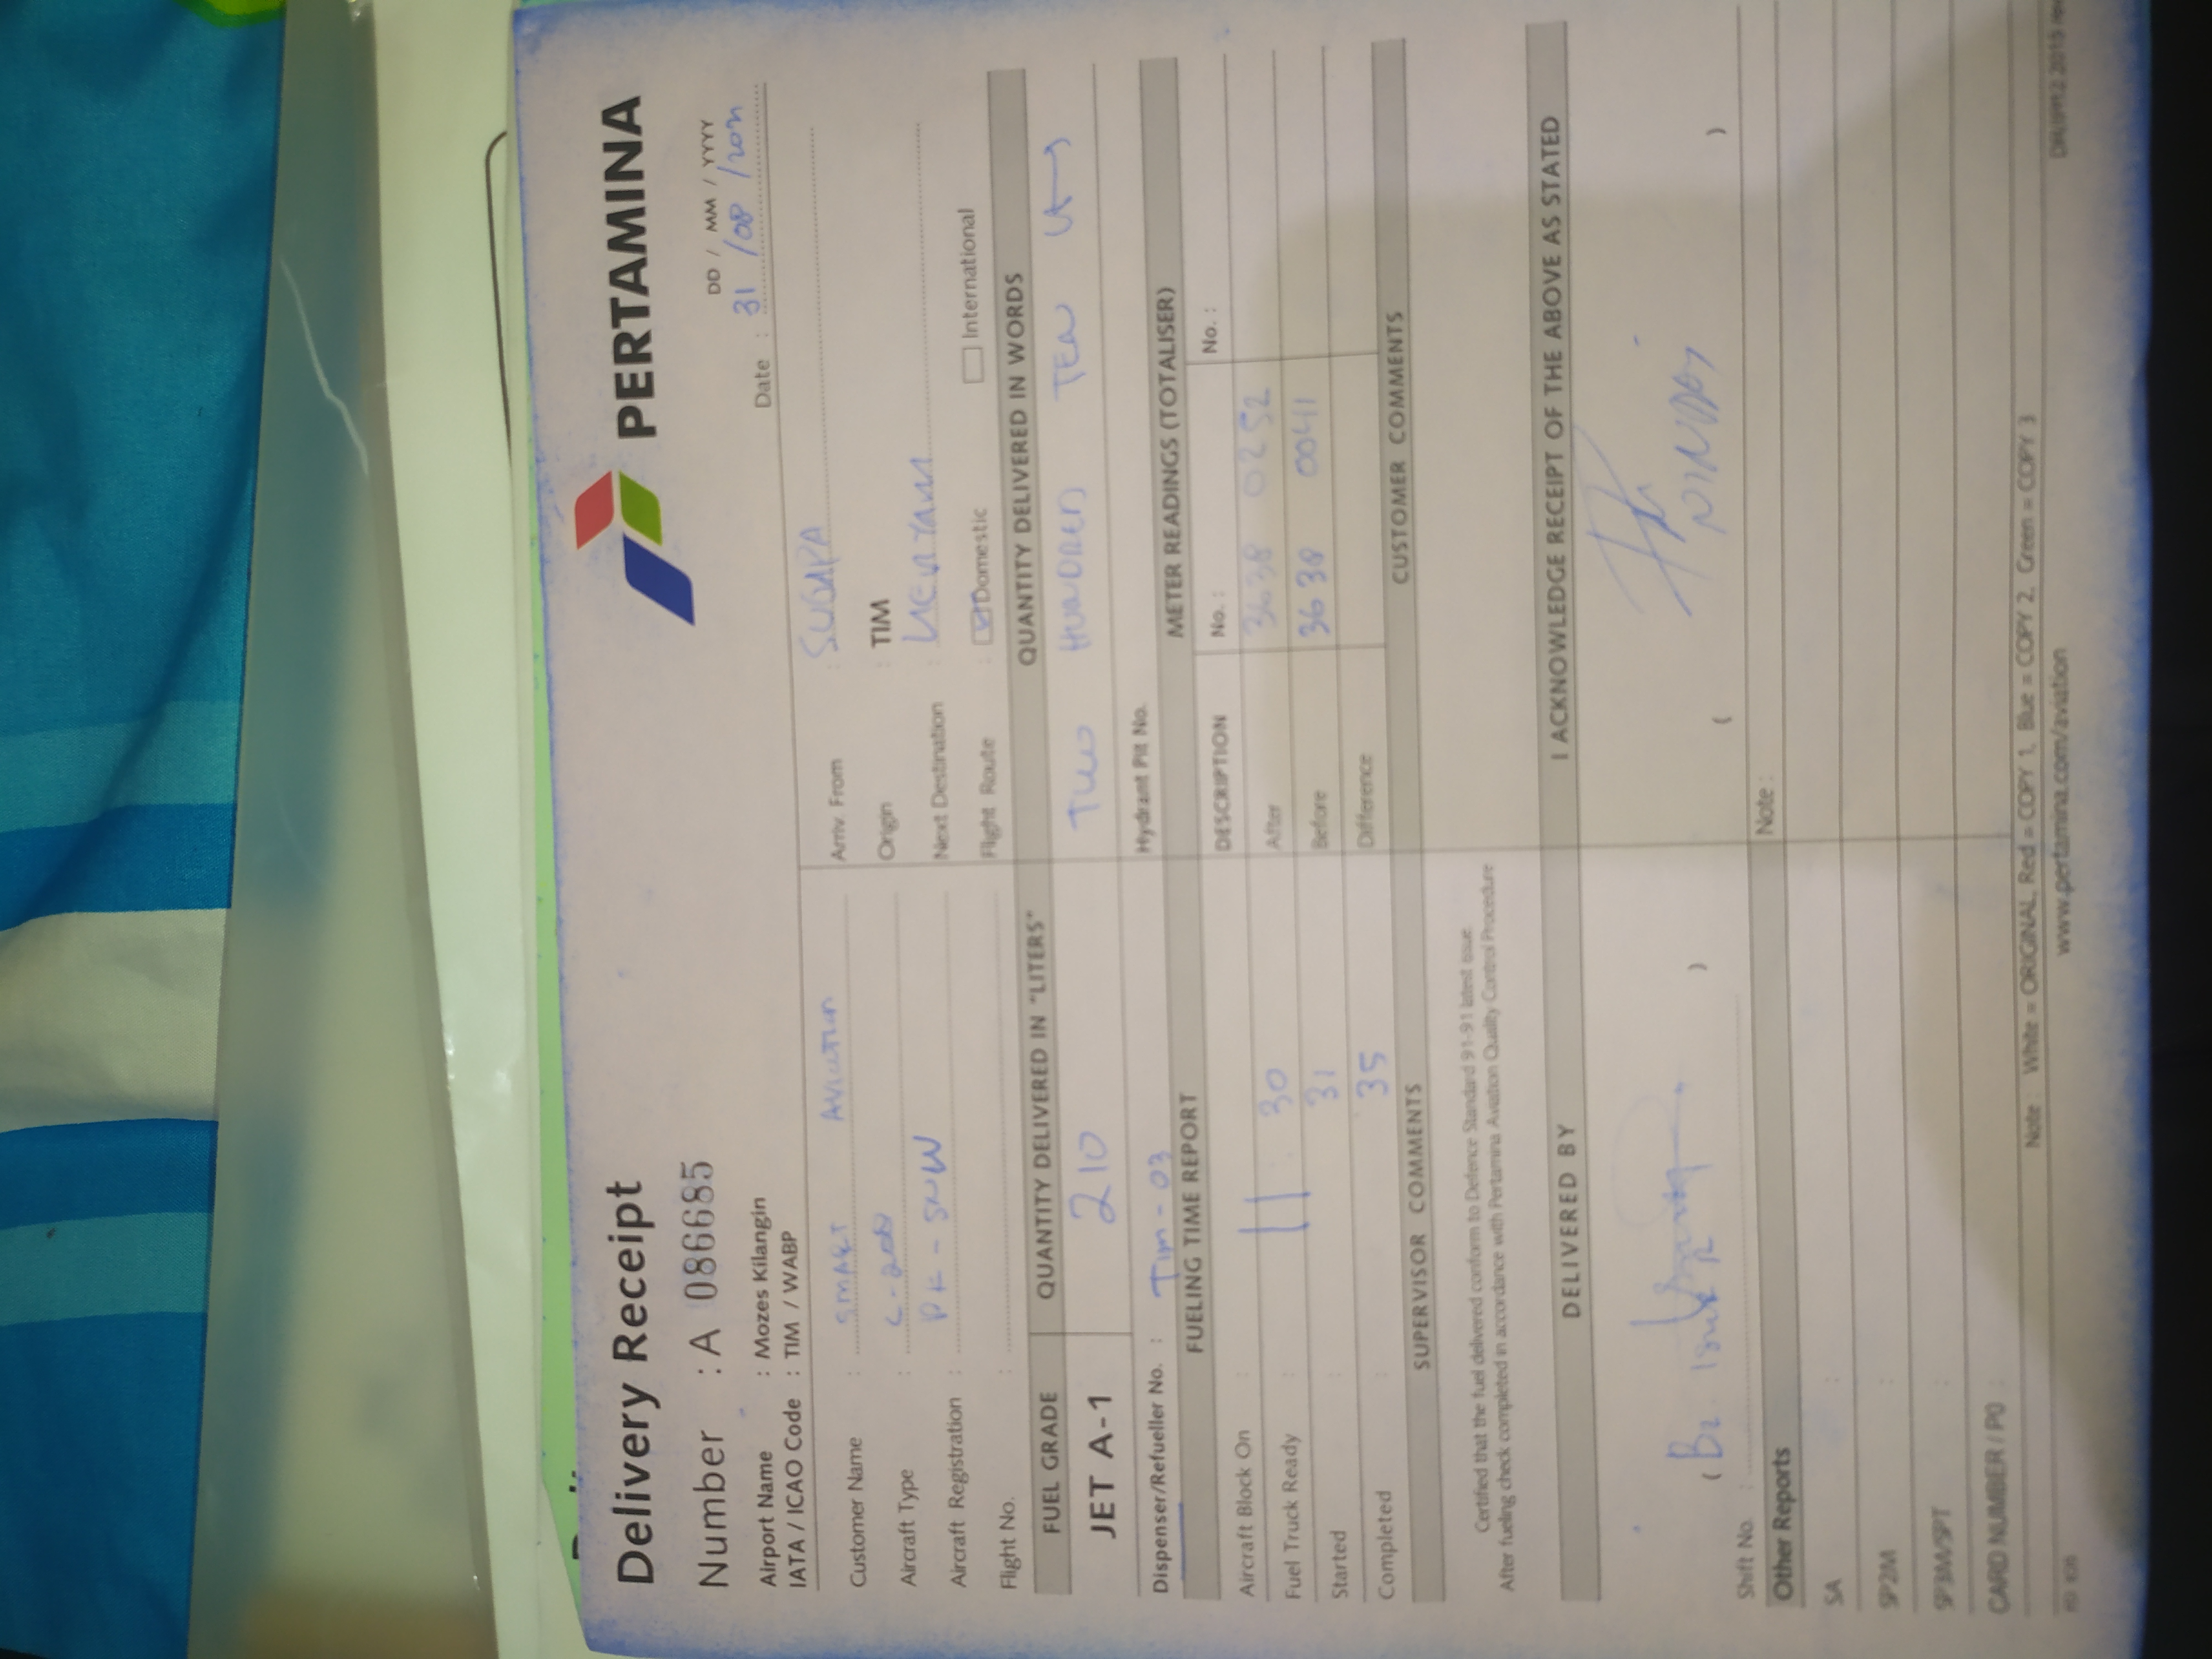 PERTAMINA
Delivery Receipt
Number : A 086685
DD / MM / YYYY
Date : 31 / 08 /
Airport Name : Mozes Kilangin
IATA / ICAO Code : TIM / WABP
Customer Name : SMART AVIATION
Arriv. From : SUGAPA
Aircraft Type :
Origin : TIM
Aircraft Registration : PK - SNW
Next Destination : KENYAM
Flight No. :
Flight Route : Domestic International
FUEL GRADE QUANTITY DELIVERED IN "LITERS" QUANTITY DELIVERED IN WORDS
JET A-1 210 TWO HUNDRED TEN
Dispenser/Refueller No. : TIM - 03 Hydrant Pit No.
FUELING TIME REPORT METER READINGS (TOTALISER)
DESCRIPTION No. : No. :
Aircraft Block On :
Fuel Truck Ready : 11 30
After 3638 0252
Started : 31
Before 3638 0041
Completed : 35
Difference
SUPERVISOR COMMENTS CUSTOMER COMMENTS
Certified that the fuel delivered conform to Defence Standard 91-91 latest issue.
After fueling check completed in accordance with Pertamina Aviation Quality Control Procedure
DELIVERED BY I ACKNOWLEDGE RECEIPT OF THE ABOVE AS STATED
( ) ( )
Shift No. : Note :
Other Reports
SA :
SP2M :
SP3M/SPT :
CARD NUMBER / PO :
Note : White = ORIGINAL, Red = COPY 1, Blue = COPY 2, Green = COPY 3
www.pertamina.com/aviation